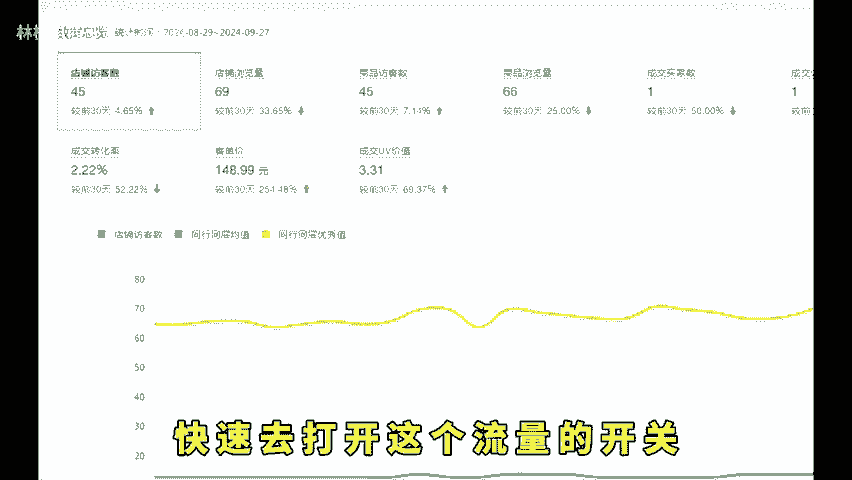 林
数据总览 统计时间：2024-08-29~2024-09-27
店铺访客数 店铺浏览量 商品访客数 商品浏览量 成交买家数 成交
45 69 45 66 1 1
较前30天 4.65% 较前30天 33.65% 较前30天 7.14% 较前30天 25.00% 较前30天 50.00% 较前
成交转化率 客单价 成交UV价值
2.22% 148.99 元 3.31
较前30天 52.22% 较前30天 254.48% 较前30天 69.37%
店铺访客数 同行同层均值 同行同层优秀值
80
70
60
50
40
30
20
快速去打开这个流量的开关